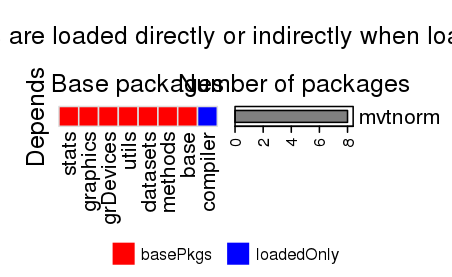 are loaded directly or indirectly when loa
Base packages
Number of packages
Depends
mvtnorm
stats
graphics
grDevices
utils
datasets
methods
base
compiler
0
2
4
6
8
basePkgs
loadedOnly